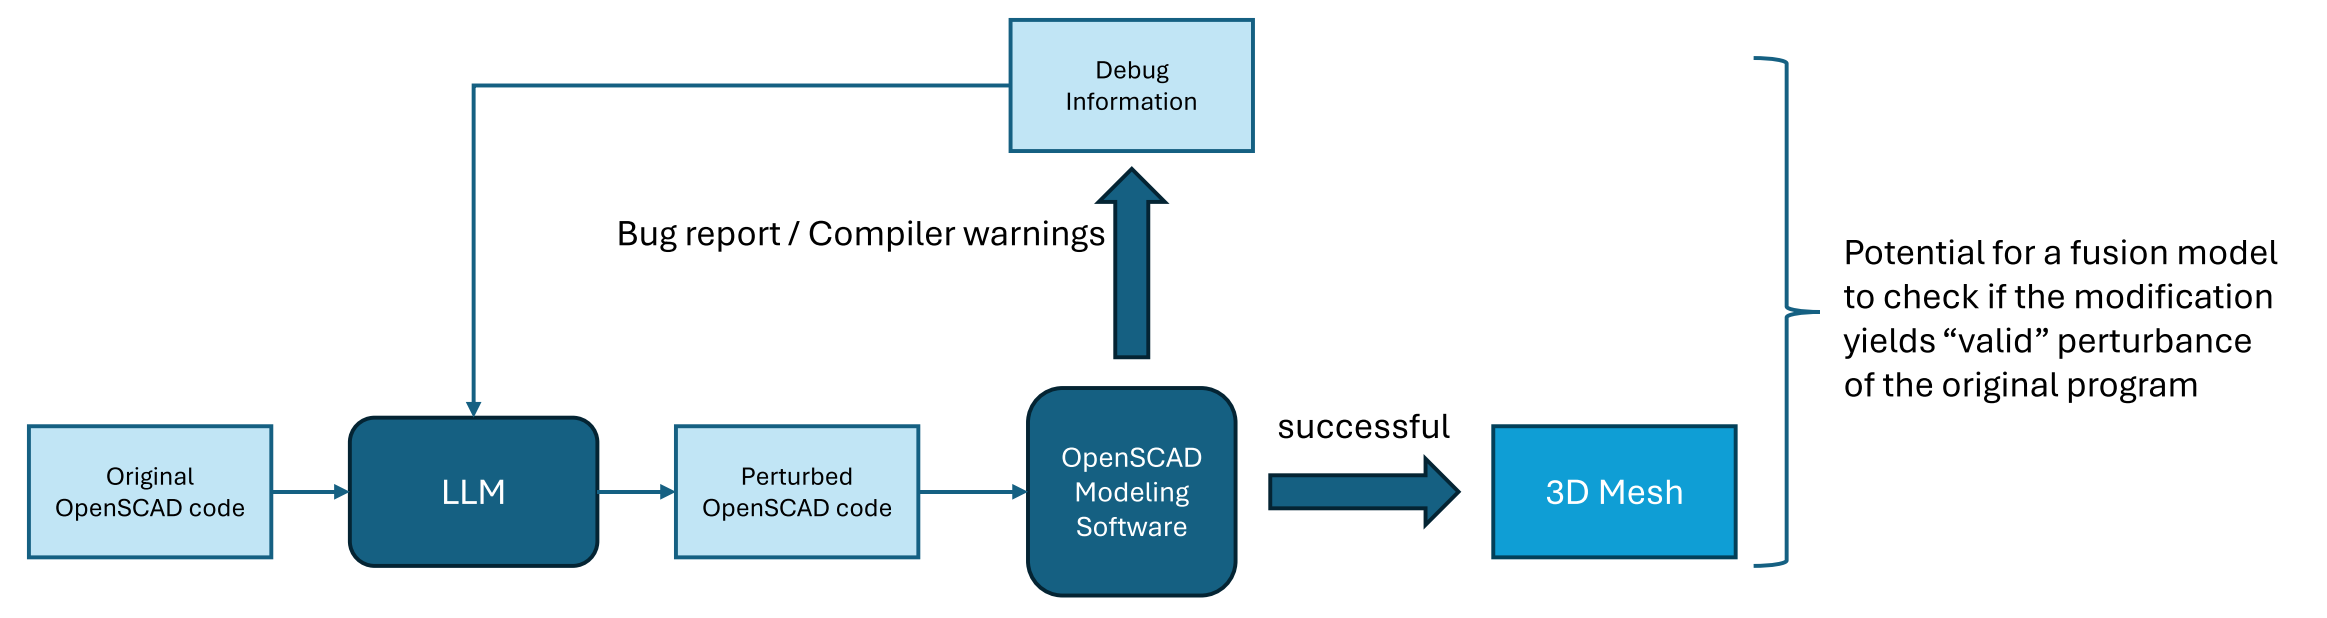 Debug
Information
Bug report / Compiler warnings
Original
OpenSCAD code
LLM
Perturbed
OpenSCAD code
OpenSCAD
Modeling
Software
successful
3D Mesh
Potential for a fusion model
to check if the modification
yields “valid” perturbance
of the original program